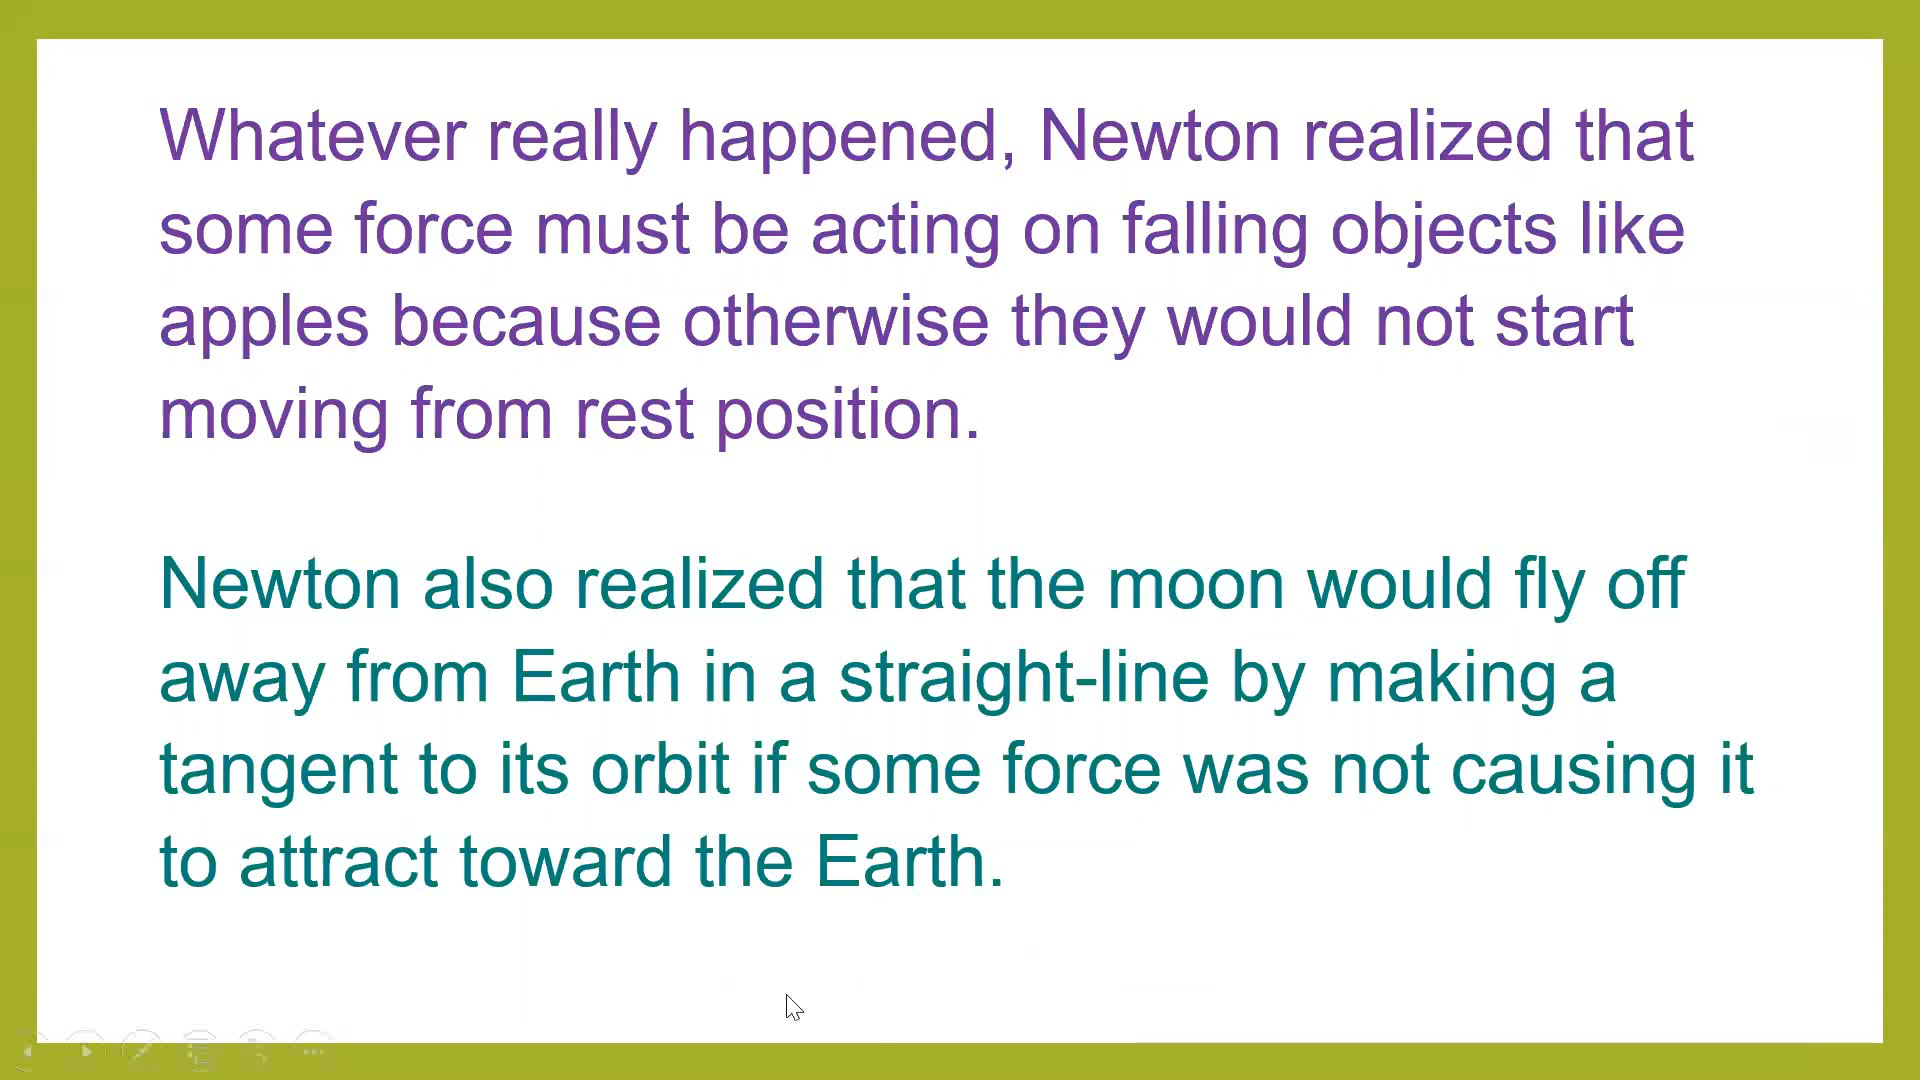 Whatever really happened, Newton realized that
some force must be acting on falling objects like
apples because otherwise they would not start
moving from rest position.
Newton also realized that the moon would fly off
away from Earth in a straight-line by making a
tangent to its orbit if some force was not causing it
to attract toward the Earth.